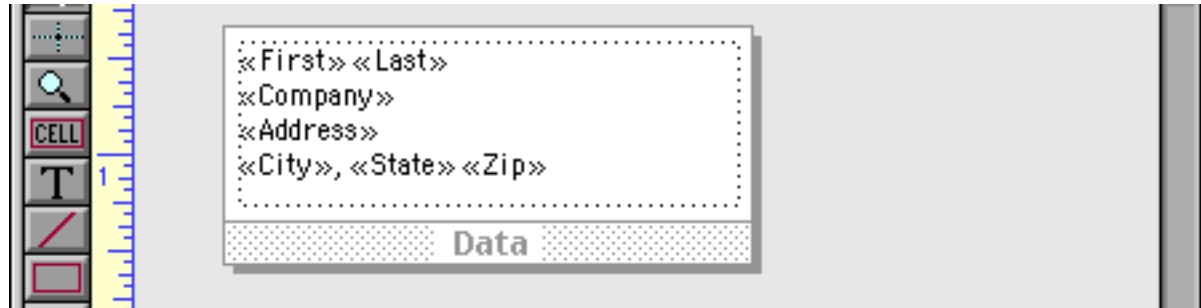 «First» «Last»
«Company»
«Address»
«City», «State» «Zip»
Data
CELL
T
1